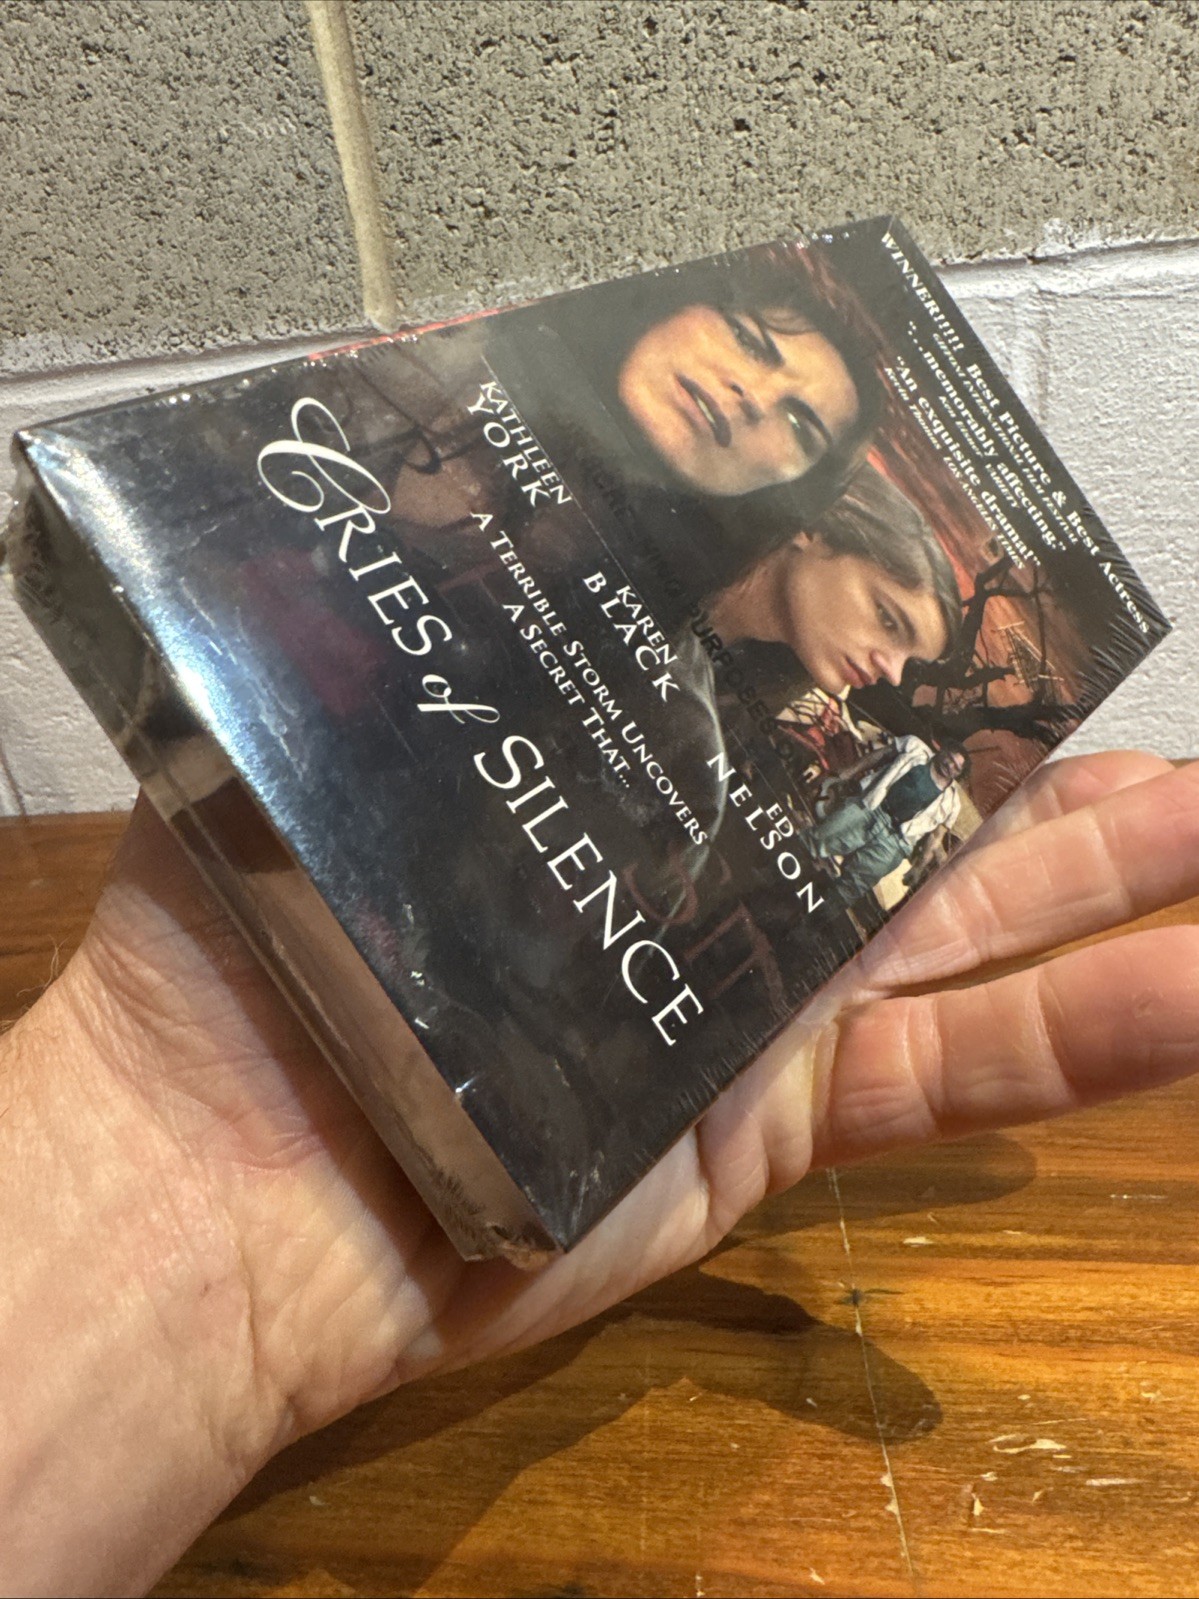 WINNER!!!!! Best Picture & Best Actress
"...memorably affecting."
"An exquisite drama!"
KATHLEEN
YORK
KAREN
BLACK
ED
NELSON
A TERRIBLE STORM UNCOVERS
A SECRET THAT...
CRIES of SILENCE
PURPOSES